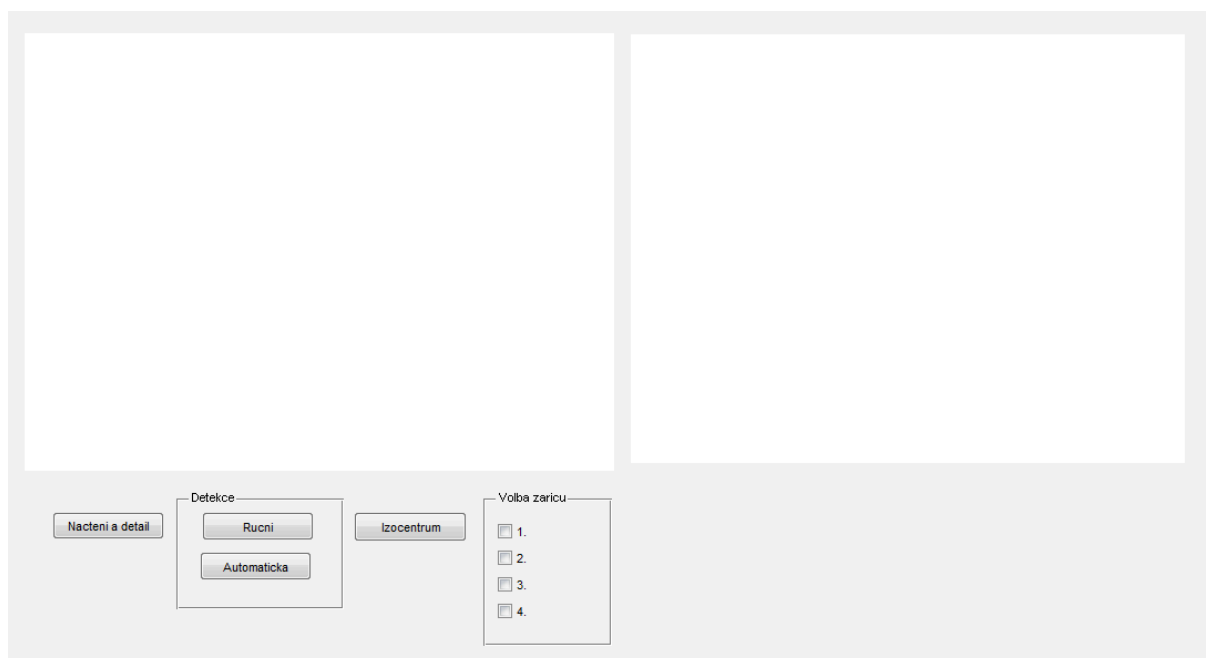 Nacteni a detail
Detekce
Rucni
Automaticka
Izocentrum
Volba zaricu
1.
2.
3.
4.